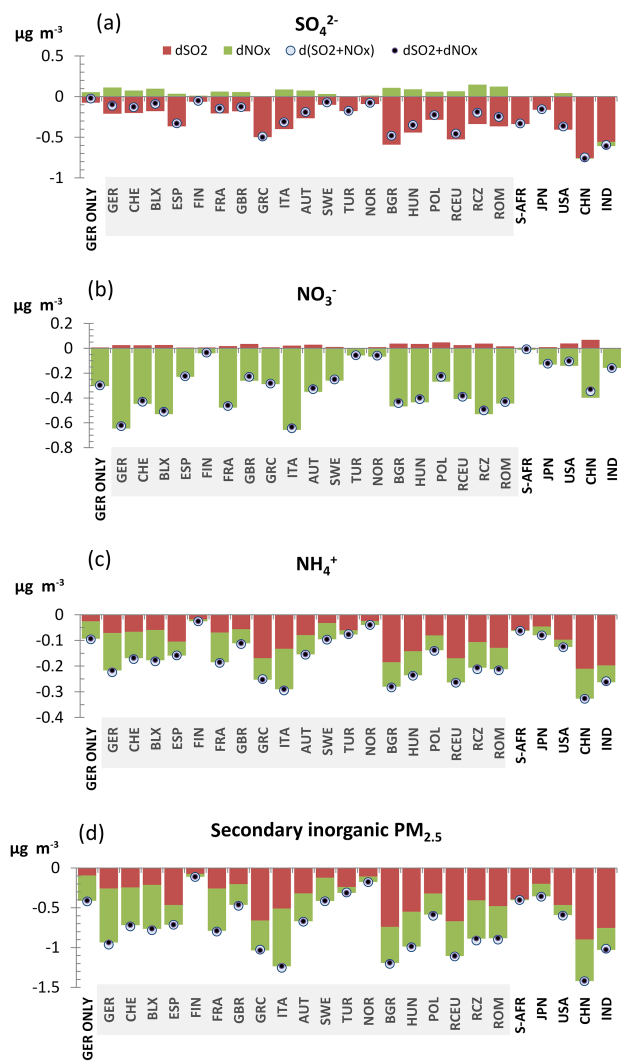 (a) SO₄²⁻
µg m⁻³
dSO2 dNOx d(SO2+NOx) dSO2+dNOx
0.5
0
-0.5
-1
GER ONLY GER CHE BLX ESP FIN FRA GBR GRC ITA AUT SWE TUR NOR BGR HUN POL RCEU RCZ ROM S-AFR JPN USA CHN IND
(b) NO₃⁻
µg m⁻³
0.2
0
-0.2
-0.4
-0.6
-0.8
GER ONLY GER CHE BLX ESP FIN FRA GBR GRC ITA AUT SWE TUR NOR BGR HUN POL RCEU RCZ ROM S-AFR JPN USA CHN IND
(c) NH₄⁺
µg m⁻³
0
-0.1
-0.2
-0.3
-0.4
GER ONLY GER CHE BLX ESP FIN FRA GBR GRC ITA AUT SWE TUR NOR BGR HUN POL RCEU RCZ ROM S-AFR JPN USA CHN IND
(d) Secondary inorganic PM₂.₅
µg m⁻³
0
-0.5
-1
-1.5
GER ONLY GER CHE BLX ESP FIN FRA GBR GRC ITA AUT SWE TUR NOR BGR HUN POL RCEU RCZ ROM S-AFR JPN USA CHN IND